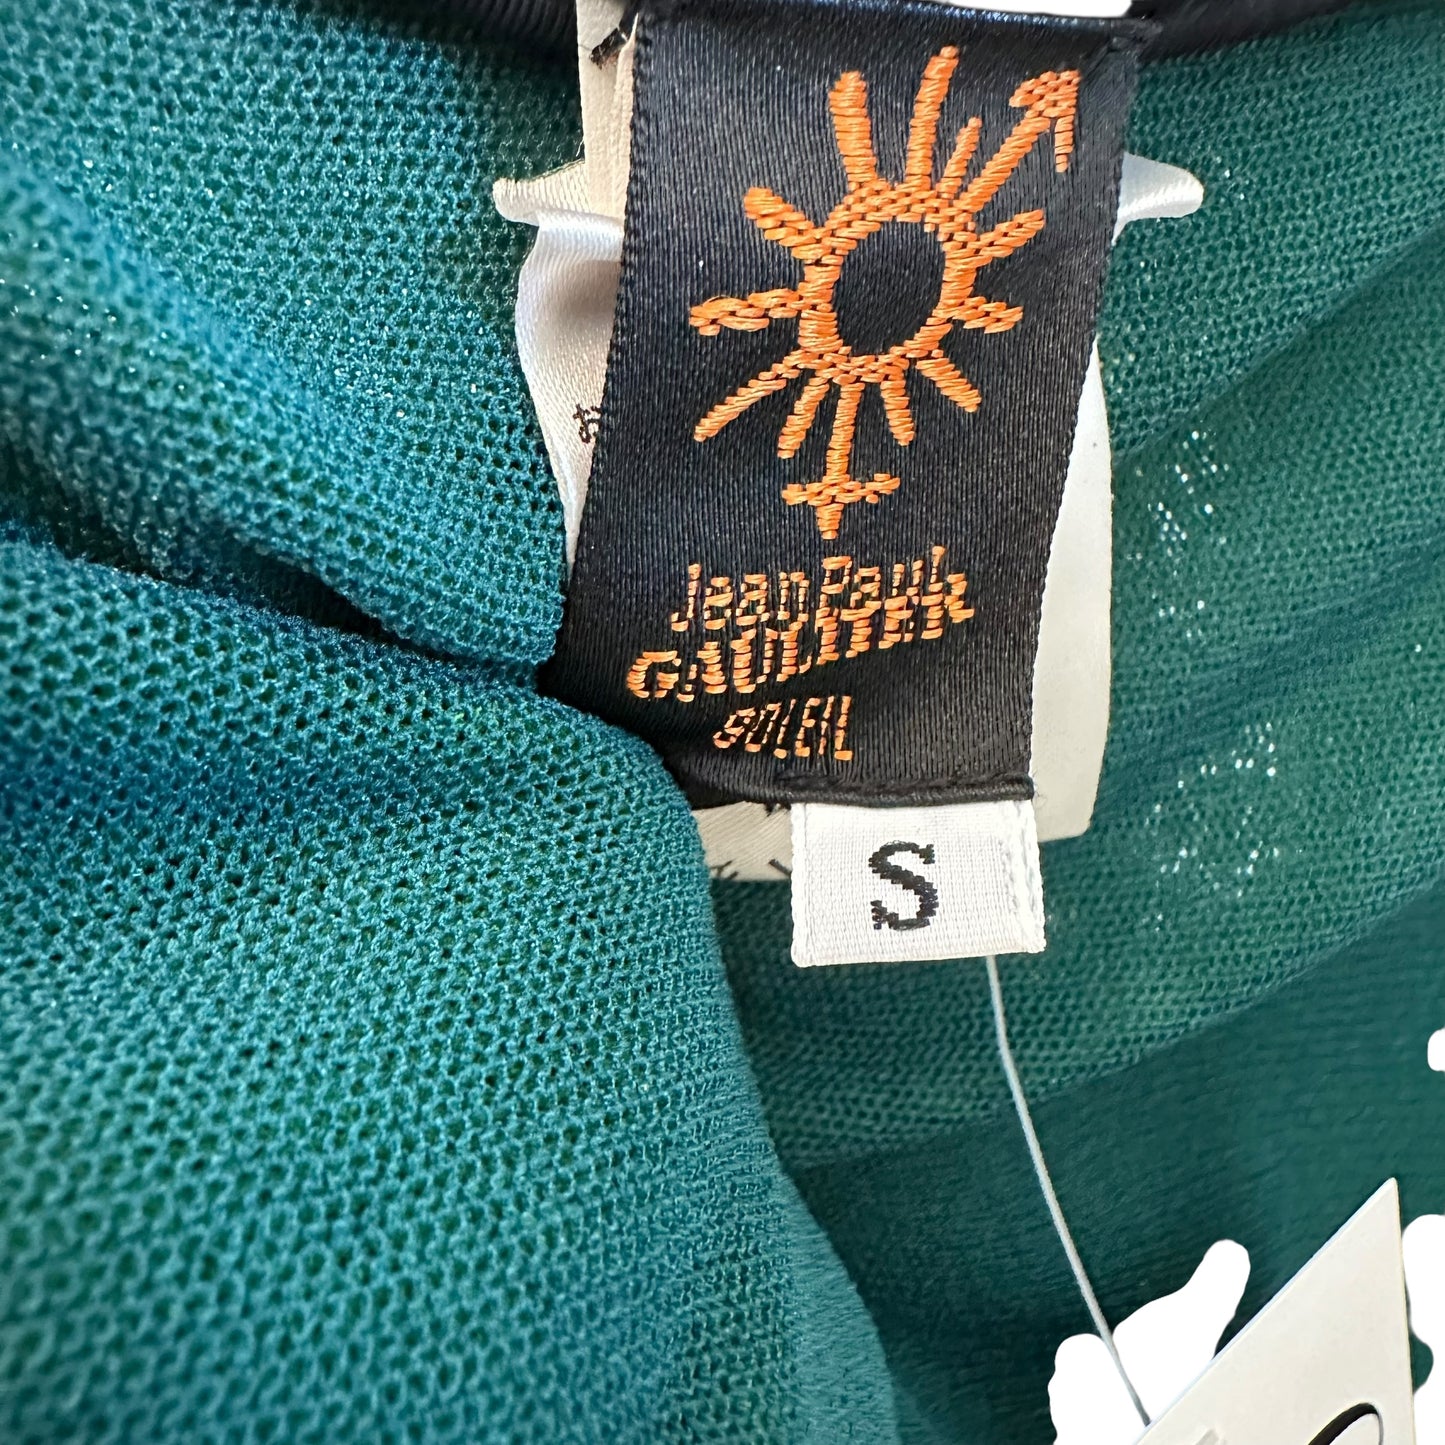 Jean Paul
GAULTIER
SOLEIL
S